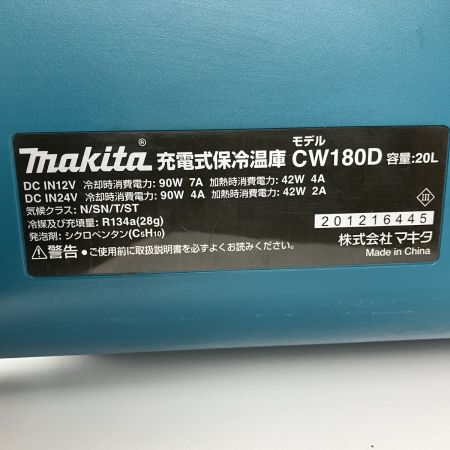 makita® 充電式保冷温庫 モデル CW180D 容量:20L
DC IN12V 冷却時消費電力: 90W 7A 加熱時消費電力: 42W 4A
DC IN24V 冷却時消費電力: 90W 4A 加熱時消費電力: 42W 2A
気候クラス: N/SN/T/ST
冷媒及び充填量: R134a(28g)
発泡剤: シクロペンタン(C5H10)
III
201216445
⚠警告 ●ご使用前に取扱説明書を必ずよくお読みください。
株式会社 マキタ
Made in China